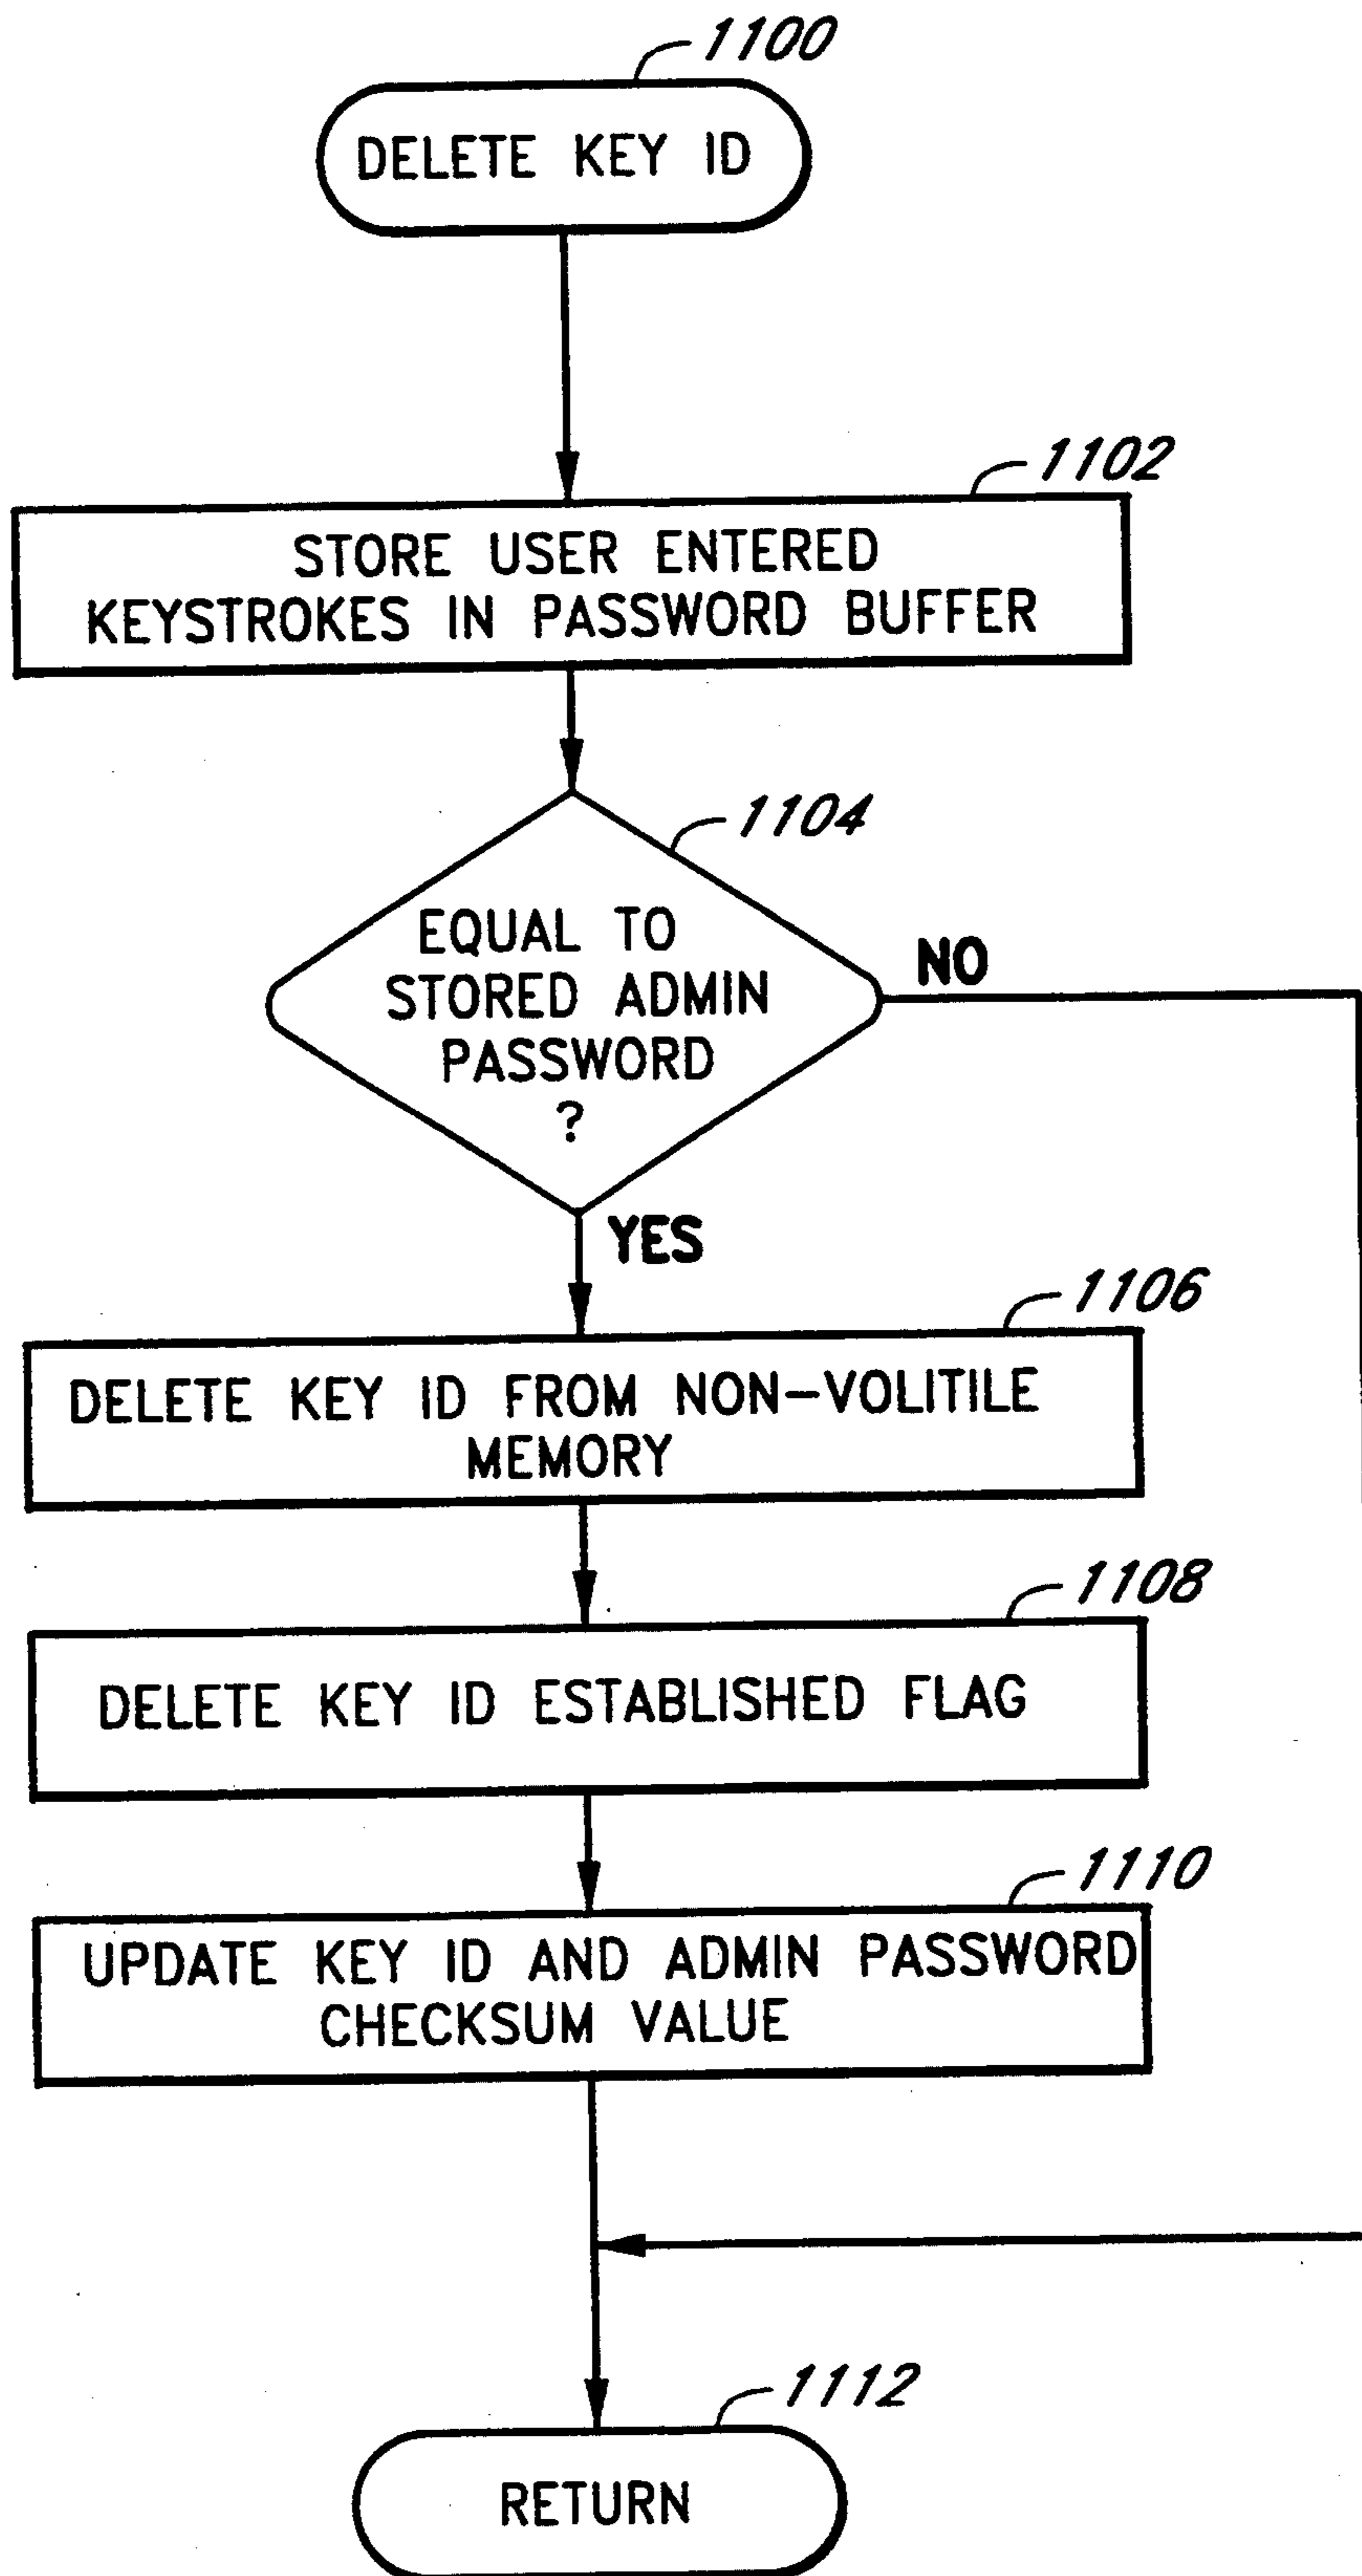 1100
DELETE KEY ID
1102
STORE USER ENTERED
KEYSTROKES IN PASSWORD BUFFER
1104
EQUAL TO
STORED ADMIN
PASSWORD
?
NO
YES
1106
DELETE KEY ID FROM NON-VOLITILE
MEMORY
1108
DELETE KEY ID ESTABLISHED FLAG
1110
UPDATE KEY ID AND ADMIN PASSWORD
CHECKSUM VALUE
1112
RETURN